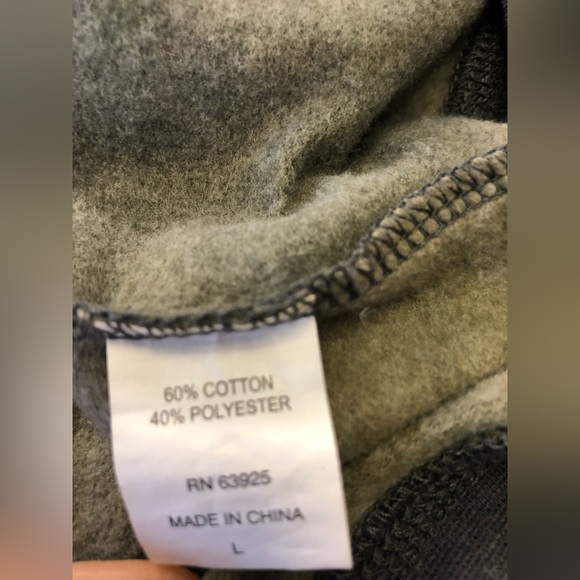 60% COTTON
40% POLYESTER
RN 63925
MADE IN CHINA
L